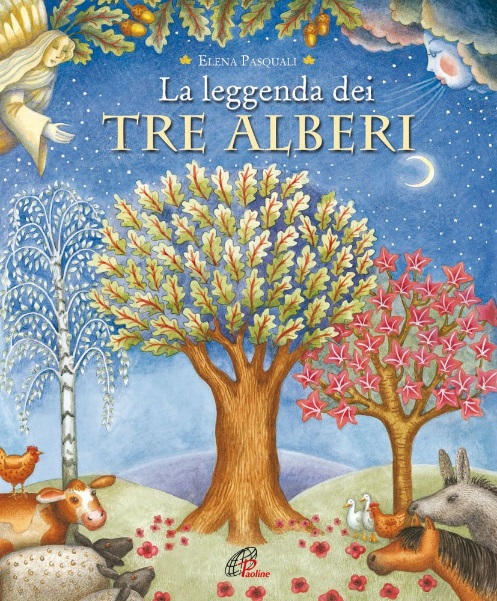 ELENA PASQUALI
La leggenda dei
TRE ALBERI
Paoline